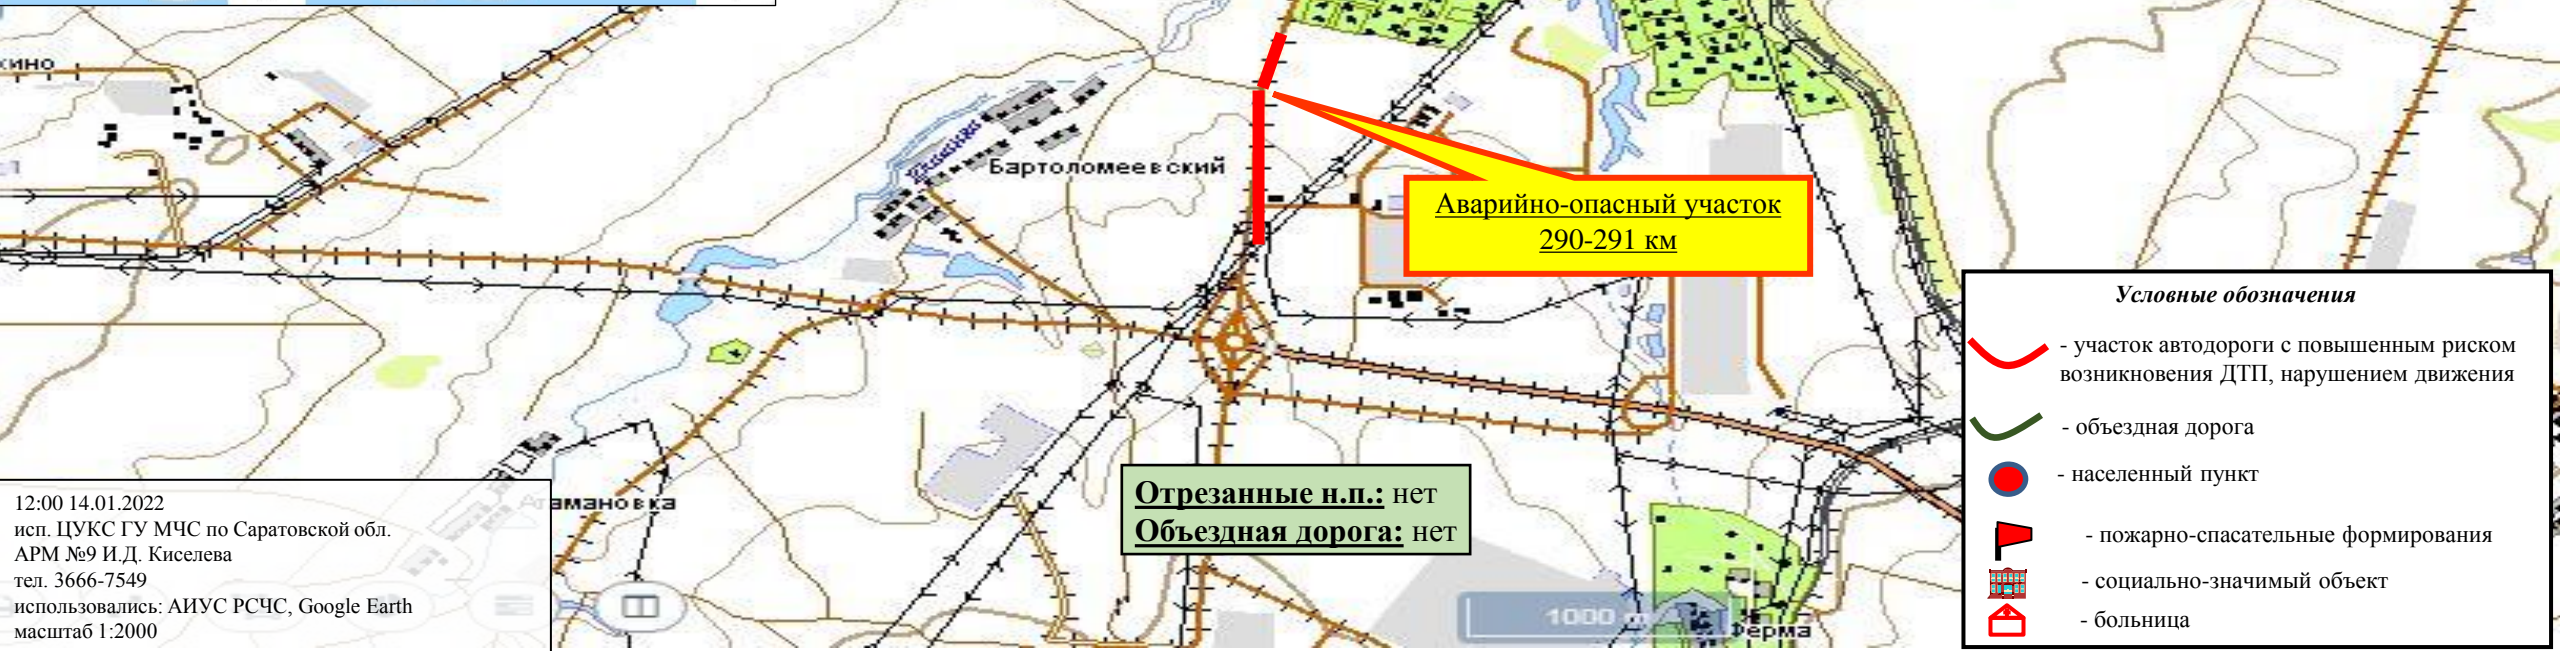 Бартоломеевский
Аварийно-опасный участок
290-291 км
Условные обозначения
- участок автодороги с повышенным риском
возникновения ДТП, нарушением движения
- объездная дорога
- населенный пункт
- пожарно-спасательные формирования
- социально-значимый объект
- больница
Отрезанные н.п.: нет
Объездная дорога: нет
Атамановка
12:00 14.01.2022
исп. ЦУКС ГУ МЧС по Саратовской обл.
АРМ №9 И.Д. Киселева
тел. 3666-7549
использовались: АИУС РСЧС, Google Earth
масштаб 1:2000
1000 m
Ферма